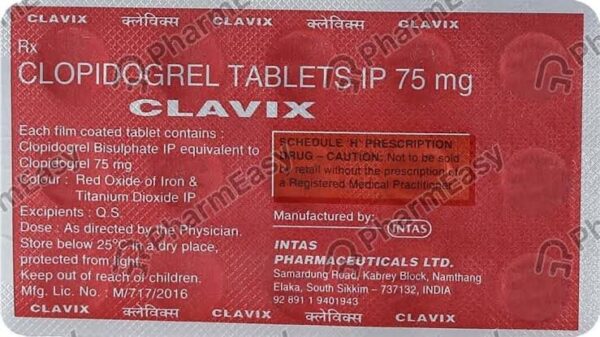 CLAVIX क्लेविक्स CLAVIX क्लेविक्स CLAVIX
Rx
CLOPIDOGREL TABLETS IP 75 mg
CLAVIX
Each film coated tablet contains :
Clopidogrel Bisulphate IP equivalent to
Clopidogrel 75 mg
Colour : Red Oxide of Iron &
Titanium Dioxide IP
Excipients : Q.S.
Dose : As directed by the Physician.
Store below 25°C in a dry place,
protected from light.
Keep out of reach of children.
Mfg. Lic. No. : M/717/2016
SCHEDULE 'H' PRESCRIPTION
DRUG – CAUTION: Not to be sold
by retail without the prescription of
a Registered Medical Practitioner.
Manufactured by:
INTAS
INTAS
PHARMACEUTICALS LTD.
Samardung Road, Kabrey Block, Namthang
Elaka, South Sikkim – 737132, INDIA
92 891 1 9401943
CLAVIX क्लेविक्स CLAVIX क्लेविक्स CLAVIX
PharmEasy
PharmEasy
PharmEasy
PharmEasy